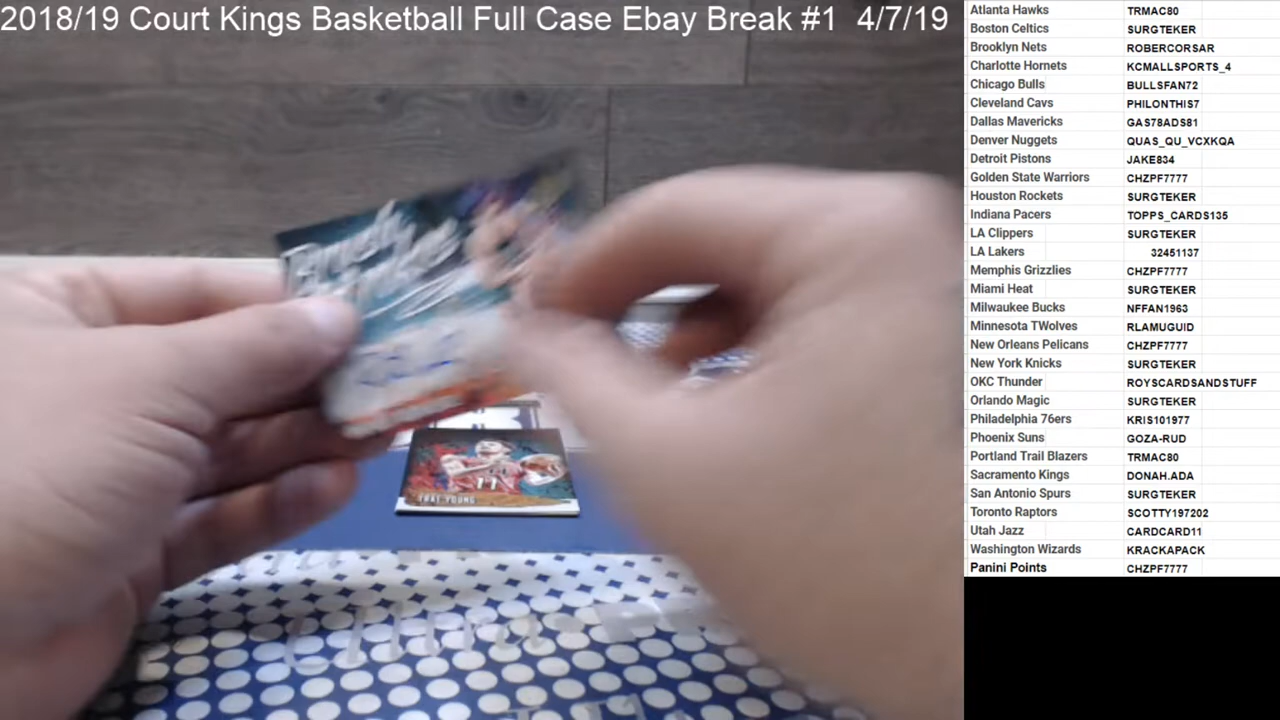 2018/19 Court Kings Basketball Full Case Ebay Break #1 4/7/19
Atlanta Hawks TRMAC80
Boston Celtics SURGTEKER
Brooklyn Nets ROBERCORSAR
Charlotte Hornets KCMALLSPORTS_4
Chicago Bulls BULLSFAN72
Cleveland Cavs PHILONTHIS7
Dallas Mavericks GAS78ADS81
Denver Nuggets QUAS_QU_VCXKQA
Detroit Pistons JAKE834
Golden State Warriors CHZPF7777
Houston Rockets SURGTEKER
Indiana Pacers TOPPS_CARDS135
LA Clippers SURGTEKER
LA Lakers 32451137
Memphis Grizzlies CHZPF7777
Miami Heat SURGTEKER
Milwaukee Bucks NFFAN1963
Minnesota TWolves RLAMUGUID
New Orleans Pelicans CHZPF7777
New York Knicks SURGTEKER
OKC Thunder ROYSCARDSANDSTUFF
Orlando Magic SURGTEKER
Philadelphia 76ers KRIS101977
Phoenix Suns GOZA-RUD
Portland Trail Blazers TRMAC80
Sacramento Kings DONAH.ADA
San Antonio Spurs SURGTEKER
Toronto Raptors SCOTTY197202
Utah Jazz CARDCARD11
Washington Wizards KRACKAPACK
Panini Points CHZPF7777
11
TRAE YOUNG